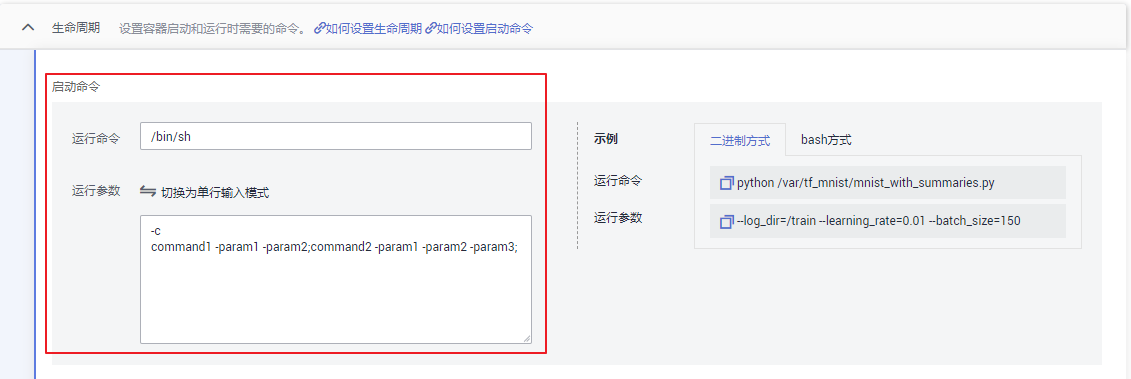 生命周期 设置容器启动和运行时需要的命令。 如何设置生命周期 如何设置启动命令
启动命令
运行命令 /bin/sh
运行参数 切换为单行输入模式
-c
command1 -param1 -param2;command2 -param1 -param2 -param3;
示例 二进制方式 bash方式
运行命令 python /var/tf_mnist/mnist_with_summaries.py
运行参数 --log_dir=/train --learning_rate=0.01 --batch_size=150